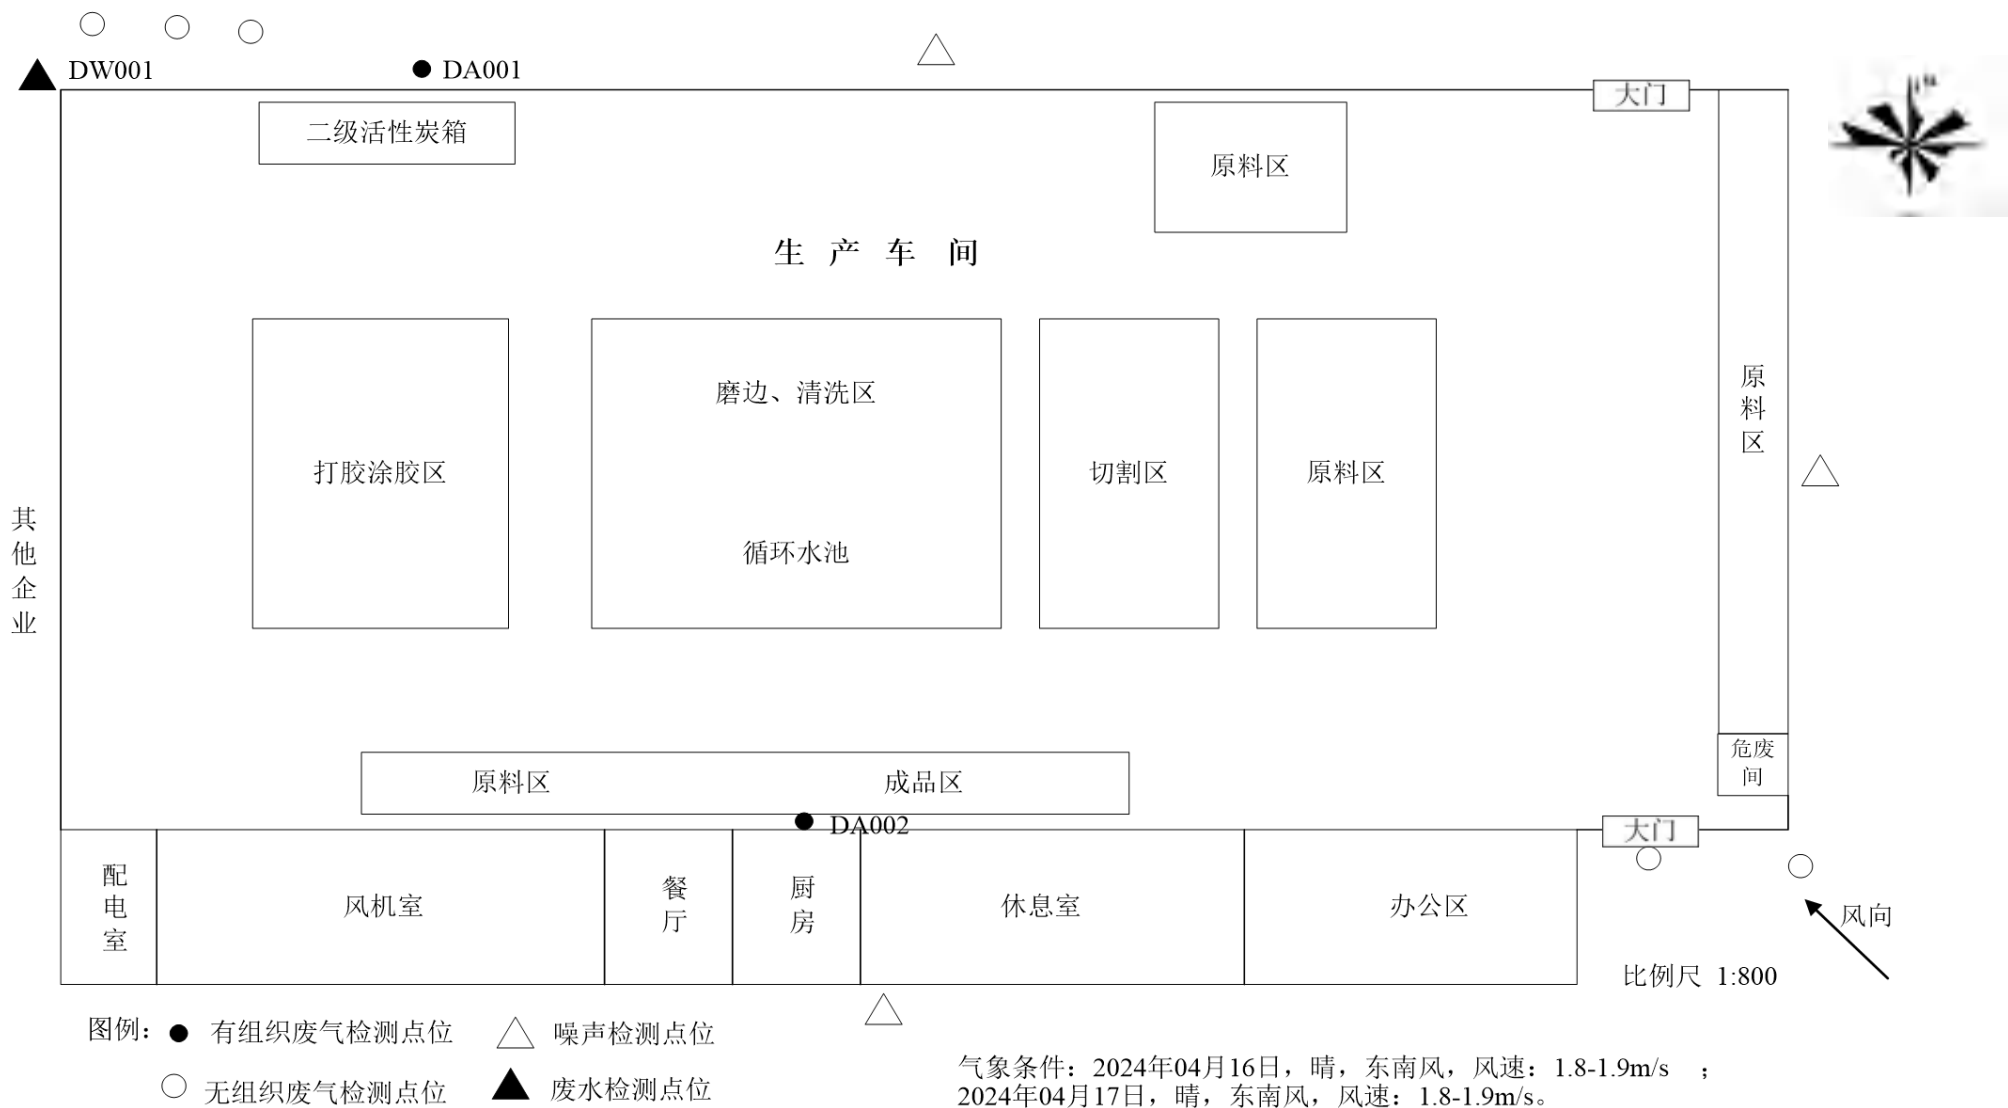 DW001
DA001
大门
二级活性炭箱
原料区
生产车间
磨边、清洗区
原料区
打胶涂胶区
切割区
原料区
循环水池
其他企业
原料区
成品区
危废间
DA002
大门
配电室
风机室
餐厅
厨房
休息室
办公区
风向
比例尺 1:800
图例：
有组织废气检测点位
噪声检测点位
无组织废气检测点位
废水检测点位
气象条件：2024年04月16日，晴，东南风，风速：1.8-1.9m/s ；
2024年04月17日，晴，东南风，风速：1.8-1.9m/s。